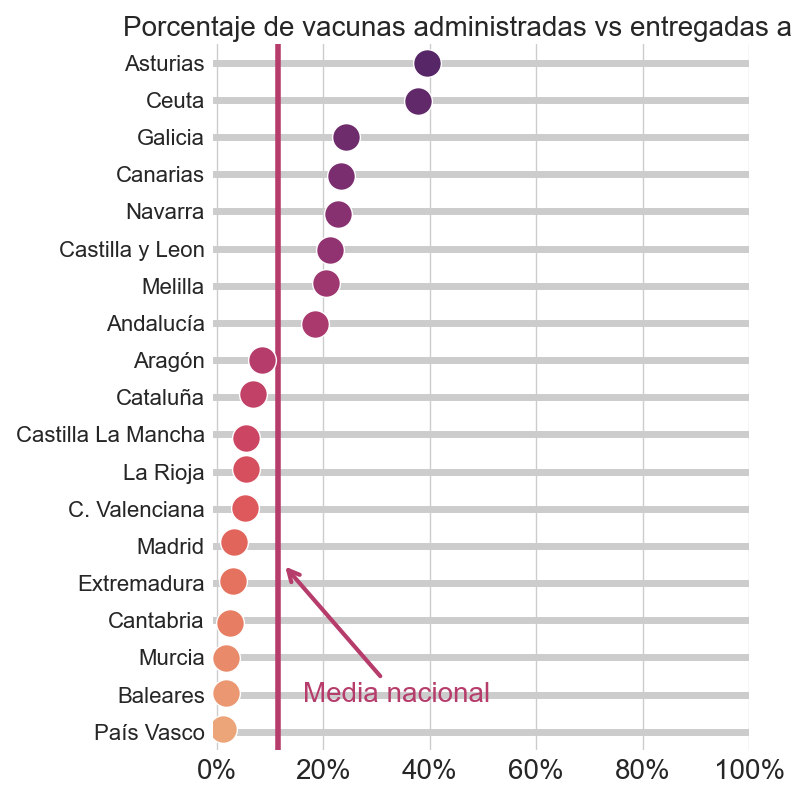 Porcentaje de vacunas administradas vs entregadas a
Asturias
Ceuta
Galicia
Canarias
Navarra
Castilla y Leon
Melilla
Andalucía
Aragón
Cataluña
Castilla La Mancha
La Rioja
C. Valenciana
Madrid
Extremadura
Cantabria
Murcia
Baleares
País Vasco
Media nacional
0% 20% 40% 60% 80% 100%